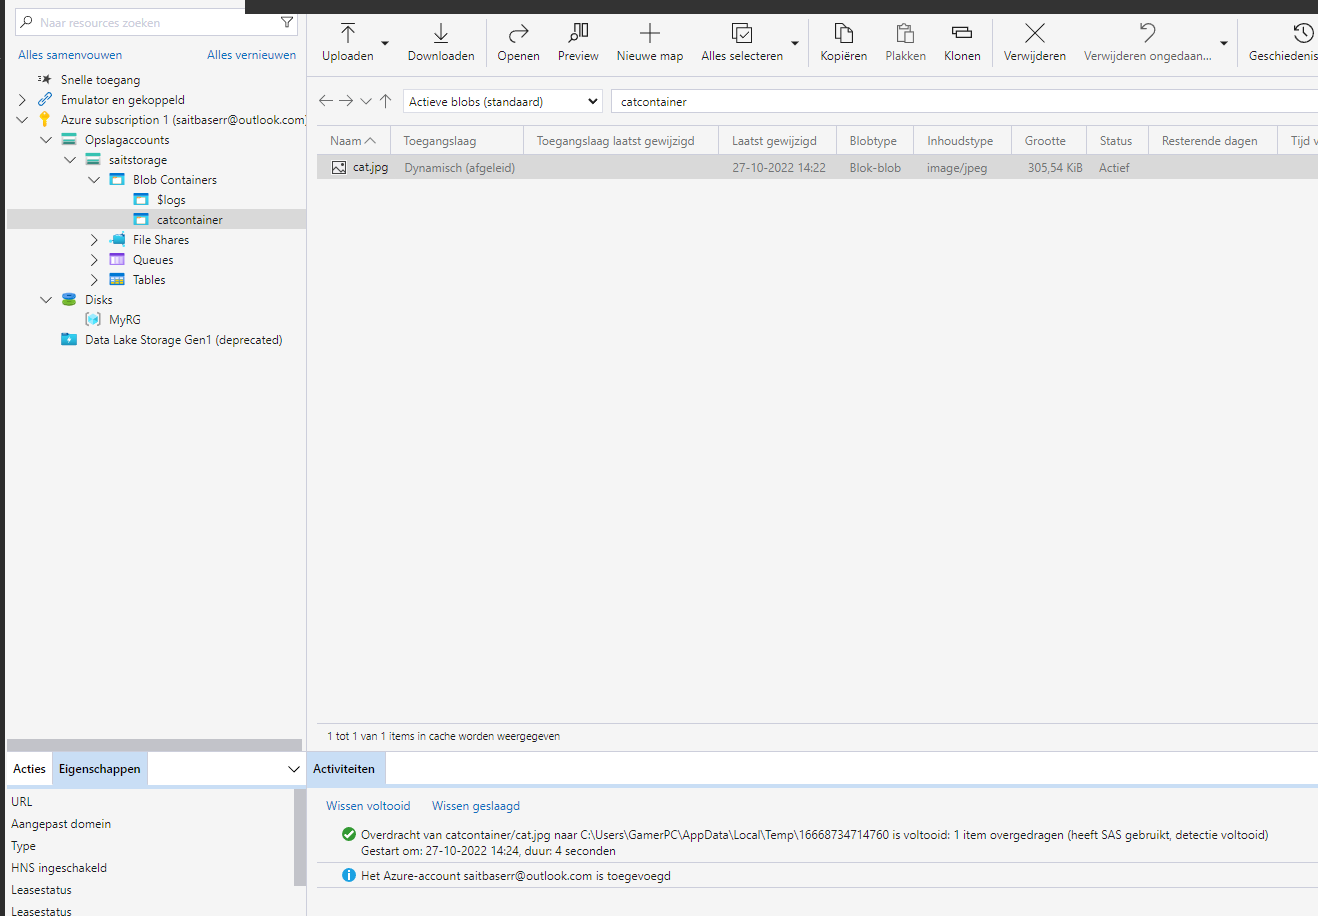 Naar resources zoeken
Alles samenvouwen Alles vernieuwen
Snelle toegang
Emulator en gekoppeld
Azure subscription 1 (saitbaserr@outlook.com)
Opslagaccounts
saitstorage
Blob Containers
$logs
catcontainer
File Shares
Queues
Tables
Disks
MyRG
Data Lake Storage Gen1 (deprecated)
Uploaden Downloaden Openen Preview Nieuwe map Alles selecteren Kopiëren Plakken Klonen Verwijderen Verwijderen ongedaan... Geschiedenis
Actieve blobs (standaard) catcontainer
Naam Toegangslaag Toegangslaag laatst gewijzigd Laatst gewijzigd Blobtype Inhoudstype Grootte Status Resterende dagen Tijd v
cat.jpg Dynamisch (afgeleid) 27-10-2022 14:22 Blok-blob image/jpeg 305,54 KiB Actief
1 tot 1 van 1 items in cache worden weergegeven
Acties Eigenschappen
URL
Aangepast domein
Type
HNS ingeschakeld
Leasestatus
Leasestatus
Activiteiten
Wissen voltooid Wissen geslaagd
Overdracht van catcontainer/cat.jpg naar C:\Users\GamerPC\AppData\Local\Temp\16668734714760 is voltooid: 1 item overgedragen (heeft SAS gebruikt, detectie voltooid)
Gestart om: 27-10-2022 14:24, duur: 4 seconden
Het Azure-account saitbaserr@outlook.com is toegevoegd